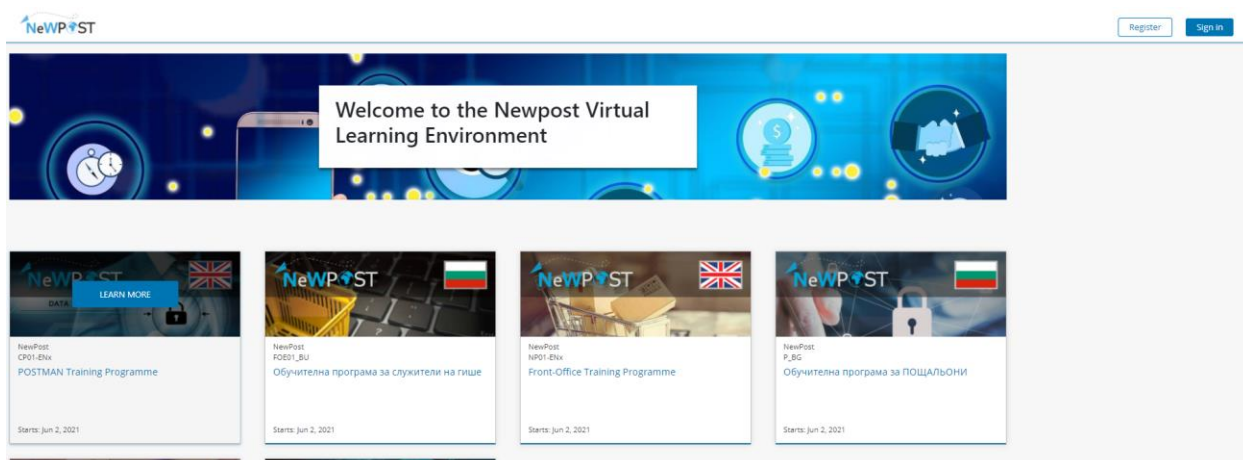 NeWPOST
Register
Sign in
Welcome to the Newpost Virtual
Learning Environment
NeWPOST
DATA
LEARN MORE
NewPost
CP01-ENx
POSTMAN Training Programme
Starts: Jun 2, 2021
NeWPOST
NewPost
FOE01_BU
Обучителна програма за служители на гише
Starts: Jun 2, 2021
NeWPOST
NewPost
NP01-ENx
Front-Office Training Programme
Starts: Jun 2, 2021
NeWPOST
NewPost
P_BG
Обучителна програма за ПОЩАЛЬОНИ
Starts: Jun 2, 2021